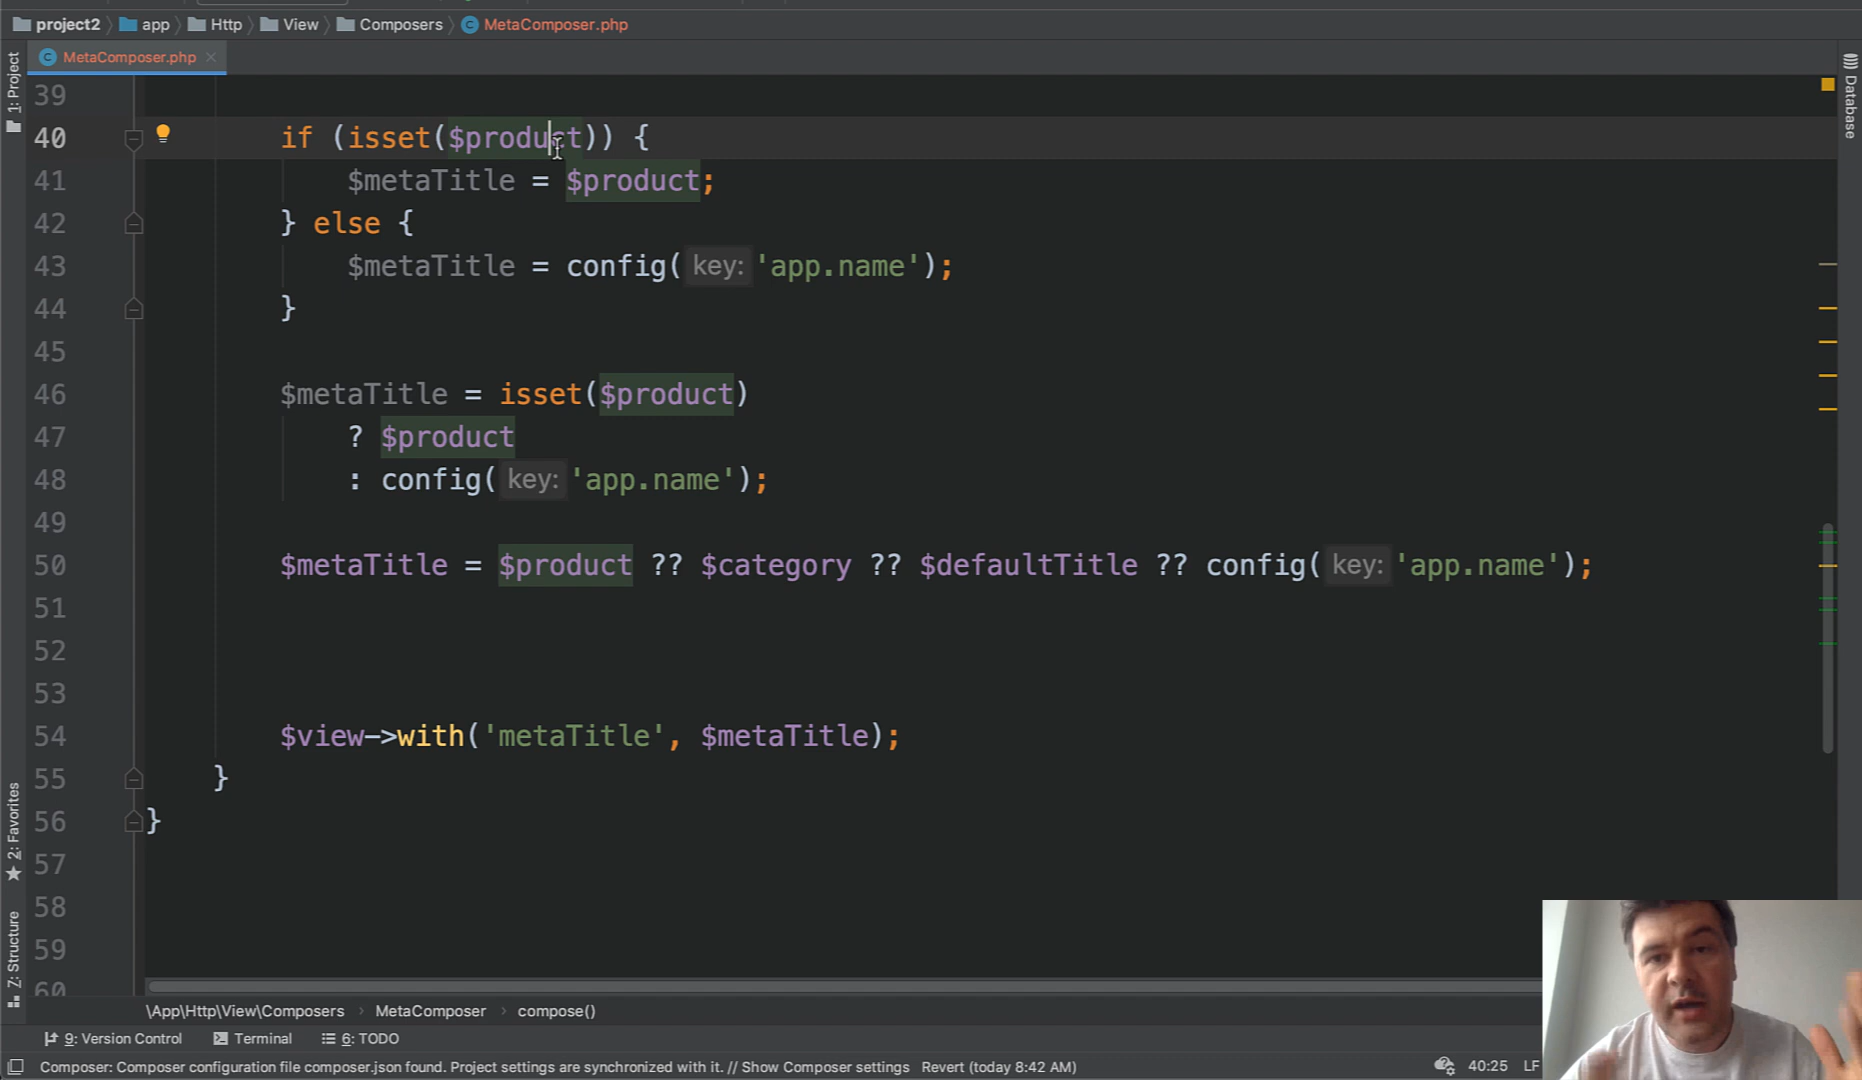 project2 app Http View Composers MetaComposer.php
MetaComposer.php
1: Project
Database
39
40 if (isset($product)) {
41 $metaTitle = $product;
42 } else {
43 $metaTitle = config( key: 'app.name');
44 }
45
46 $metaTitle = isset($product)
47 ? $product
48 : config( key: 'app.name');
49
50 $metaTitle = $product ?? $category ?? $defaultTitle ?? config( key: 'app.name');
51
52
53
54 $view->with('metaTitle', $metaTitle);
55 }
56 }
57
58
59
60
2: Favorites
Z: Structure
\App\Http\View\Composers MetaComposer compose()
9: Version Control Terminal 6: TODO
Composer: Composer configuration file composer.json found. Project settings are synchronized with it. // Show Composer settings Revert (today 8:42 AM) 40:25 LF